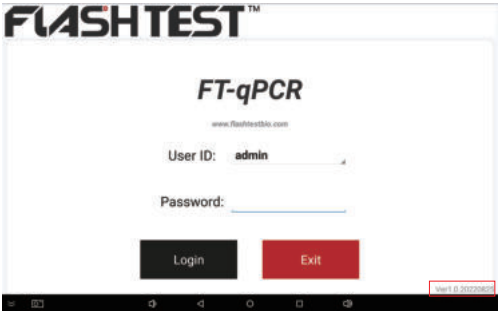 FLASHTEST™
FT-qPCR
www.flashtestbio.com
User ID: admin
Password:
Login Exit
Ver1.0.20220825